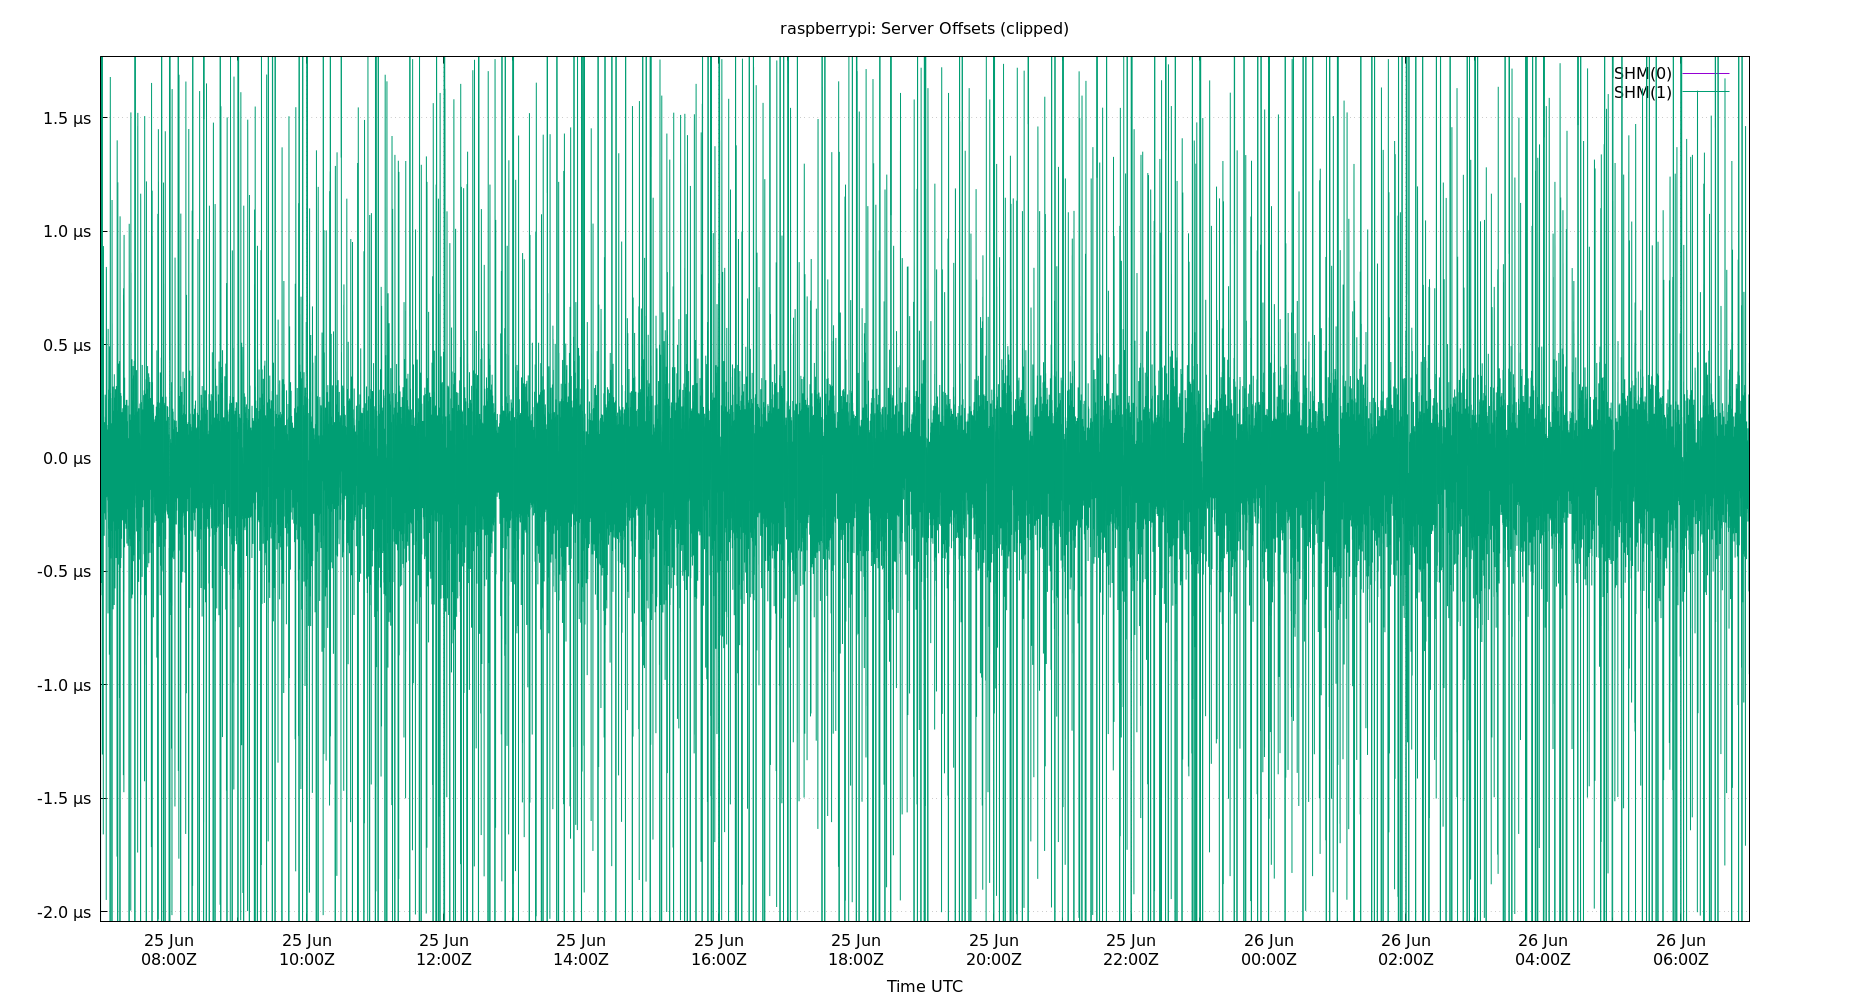 raspberrypi: Server Offsets (clipped)
SHM(0)
SHM(1)
1.5 µs
1.0 µs
0.5 µs
0.0 µs
-0.5 µs
-1.0 µs
-1.5 µs
-2.0 µs
25 Jun 25 Jun 25 Jun 25 Jun 25 Jun 25 Jun 25 Jun 25 Jun 26 Jun 26 Jun 26 Jun 26 Jun
08:00Z 10:00Z 12:00Z 14:00Z 16:00Z 18:00Z 20:00Z 22:00Z 00:00Z 02:00Z 04:00Z 06:00Z
Time UTC